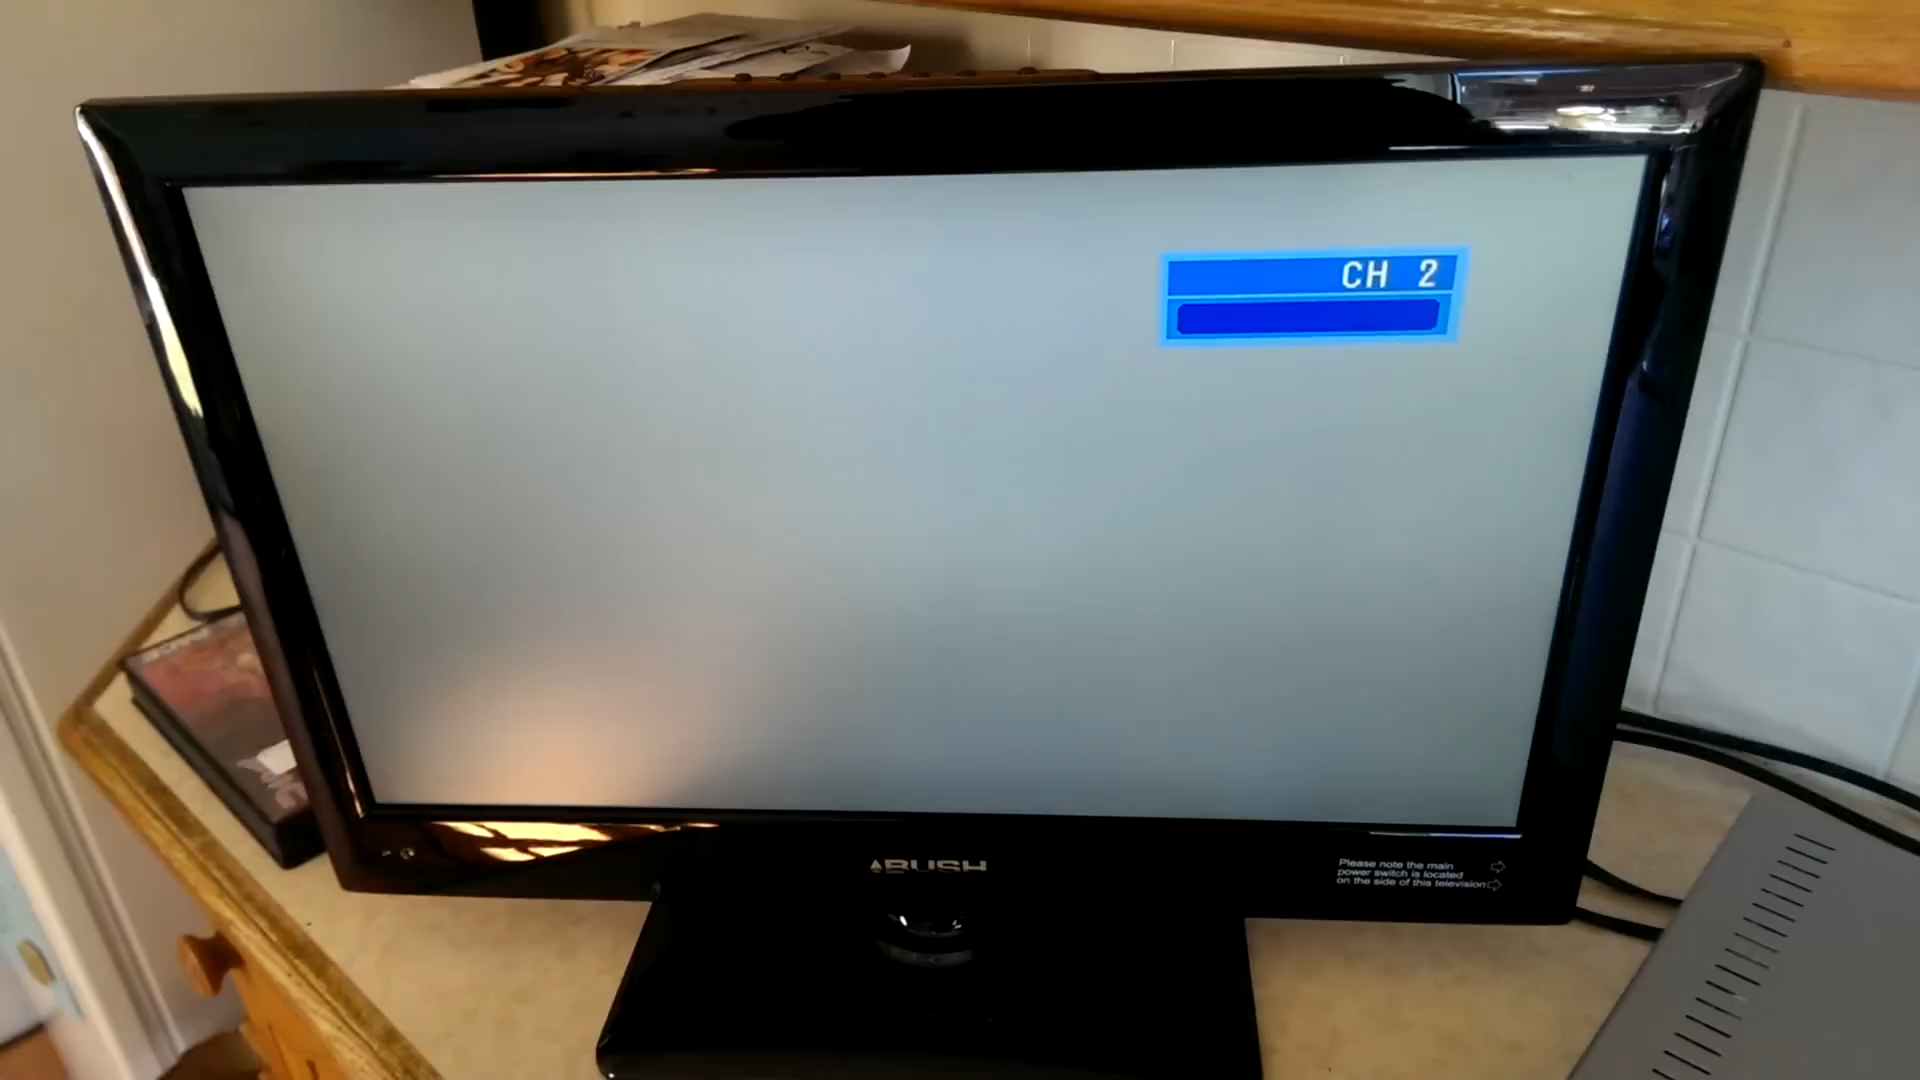 CH 2
BUSH
Please note the main
power switch is located
on the side of this television